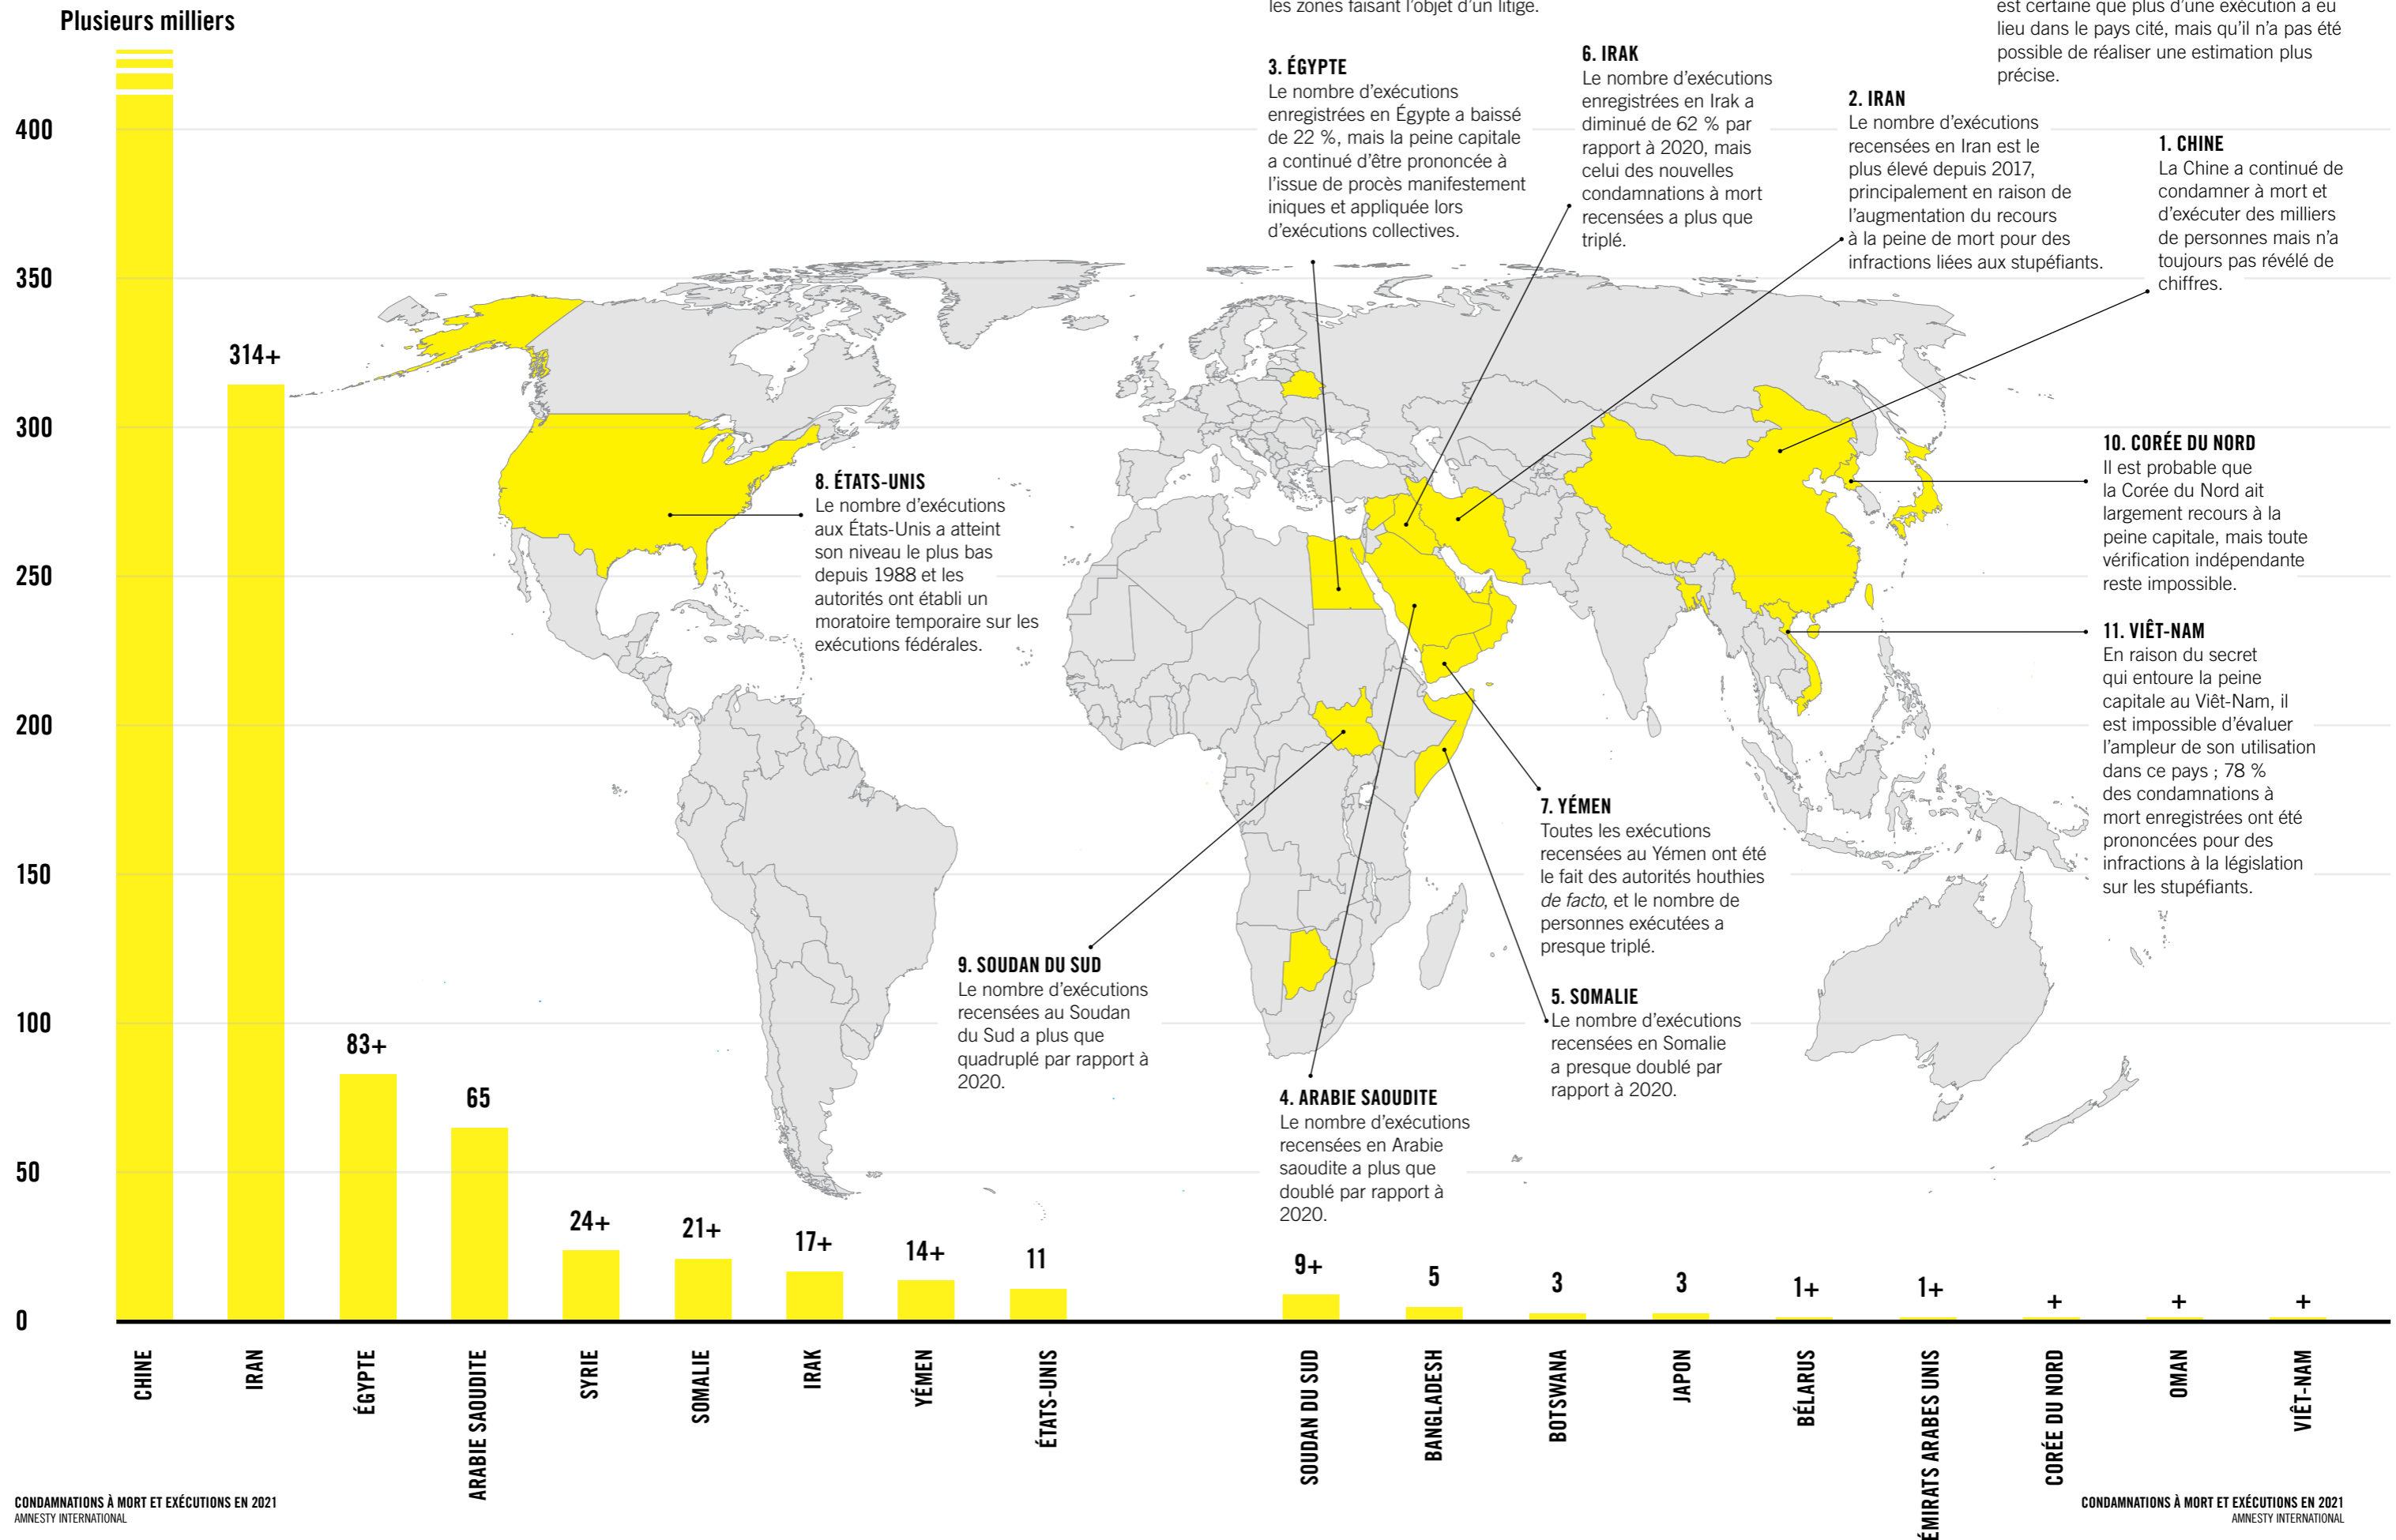 Plusieurs milliers
les zones faisant l'objet d'un litige.
est certaine que plus d'une exécution a eu
lieu dans le pays cité, mais qu'il n'a pas été
possible de réaliser une estimation plus
précise.
3. ÉGYPTE
Le nombre d'exécutions
enregistrées en Égypte a baissé
de 22 %, mais la peine capitale
a continué d'être prononcée à
l'issue de procès manifestement
iniques et appliquée lors
d'exécutions collectives.
6. IRAK
Le nombre d'exécutions
enregistrées en Irak a
diminué de 62 % par
rapport à 2020, mais
celui des nouvelles
condamnations à mort
recensées a plus que
triplé.
2. IRAN
Le nombre d'exécutions
recensées en Iran est le
plus élevé depuis 2017,
principalement en raison de
l'augmentation du recours
à la peine de mort pour des
infractions liées aux stupéfiants.
1. CHINE
La Chine a continué de
condamner à mort et
d'exécuter des milliers
de personnes mais n'a
toujours pas révélé de
chiffres.
8. ÉTATS-UNIS
Le nombre d'exécutions
aux États-Unis a atteint
son niveau le plus bas
depuis 1988 et les
autorités ont établi un
moratoire temporaire sur les
exécutions fédérales.
10. CORÉE DU NORD
Il est probable que
la Corée du Nord ait
largement recours à la
peine capitale, mais toute
vérification indépendante
reste impossible.
11. VIÊT-NAM
En raison du secret
qui entoure la peine
capitale au Viêt-Nam, il
est impossible d'évaluer
l'ampleur de son utilisation
dans ce pays ; 78 %
des condamnations à
mort enregistrées ont été
prononcées pour des
infractions à la législation
sur les stupéfiants.
7. YÉMEN
Toutes les exécutions
recensées au Yémen ont été
le fait des autorités houthies
de facto, et le nombre de
personnes exécutées a
presque triplé.
9. SOUDAN DU SUD
Le nombre d'exécutions
recensées au Soudan
du Sud a plus que
quadruplé par rapport à
2020.
5. SOMALIE
Le nombre d'exécutions
recensées en Somalie
a presque doublé par
rapport à 2020.
4. ARABIE SAOUDITE
Le nombre d'exécutions
recensées en Arabie
saoudite a plus que
doublé par rapport à
2020.
400
350
300
250
200
150
100
50
0
314+
83+
65
24+
21+
17+
14+
11
9+
5
3
3
1+
1+
+
+
+
CHINE
IRAN
ÉGYPTE
ARABIE SAOUDITE
SYRIE
SOMALIE
IRAK
YÉMEN
ÉTATS-UNIS
SOUDAN DU SUD
BANGLADESH
BOTSWANA
JAPON
BÉLARUS
ÉMIRATS ARABES UNIS
CORÉE DU NORD
OMAN
VIÊT-NAM
CONDAMNATIONS À MORT ET EXÉCUTIONS EN 2021
AMNESTY INTERNATIONAL
CONDAMNATIONS À MORT ET EXÉCUTIONS EN 2021
AMNESTY INTERNATIONAL